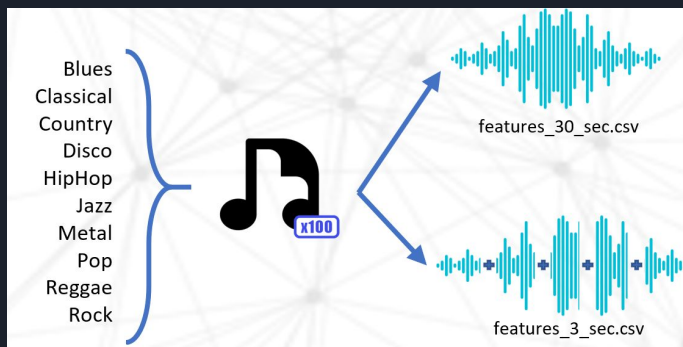 Blues
Classical
Country
Disco
HipHop
Jazz
Metal
Pop
Reggae
Rock
x100
features_30_sec.csv
features_3_sec.csv